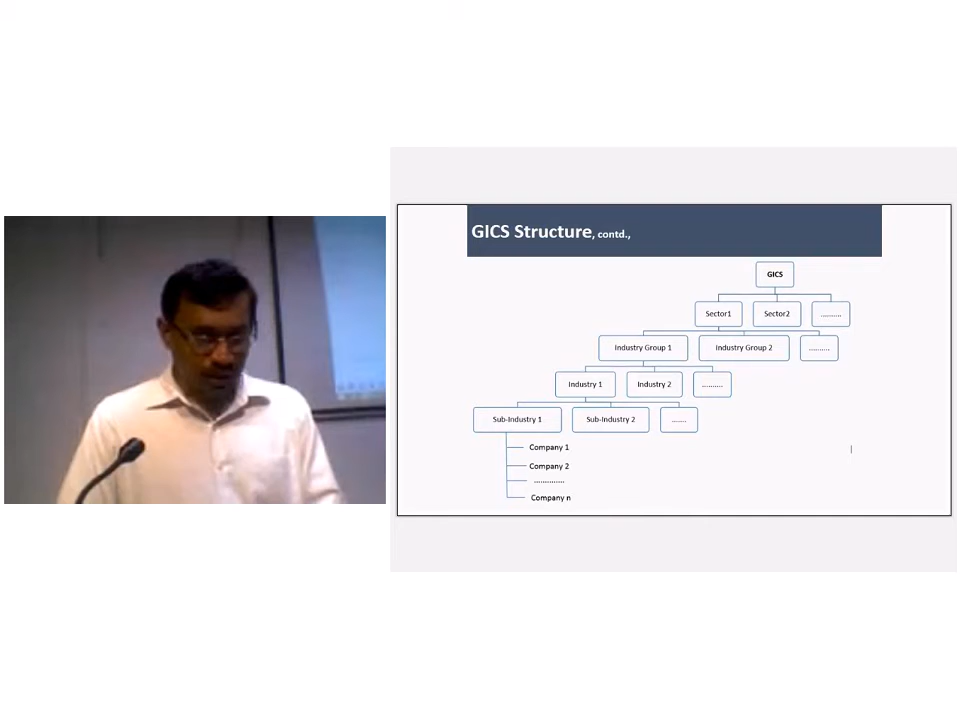 GICS Structure, contd.,
GICS
Sector1 Sector2 ..........
Industry Group 1 Industry Group 2 ..........
Industry 1 Industry 2 ..........
Sub-Industry 1 Sub-Industry 2 .......
Company 1
Company 2
..............
Company n